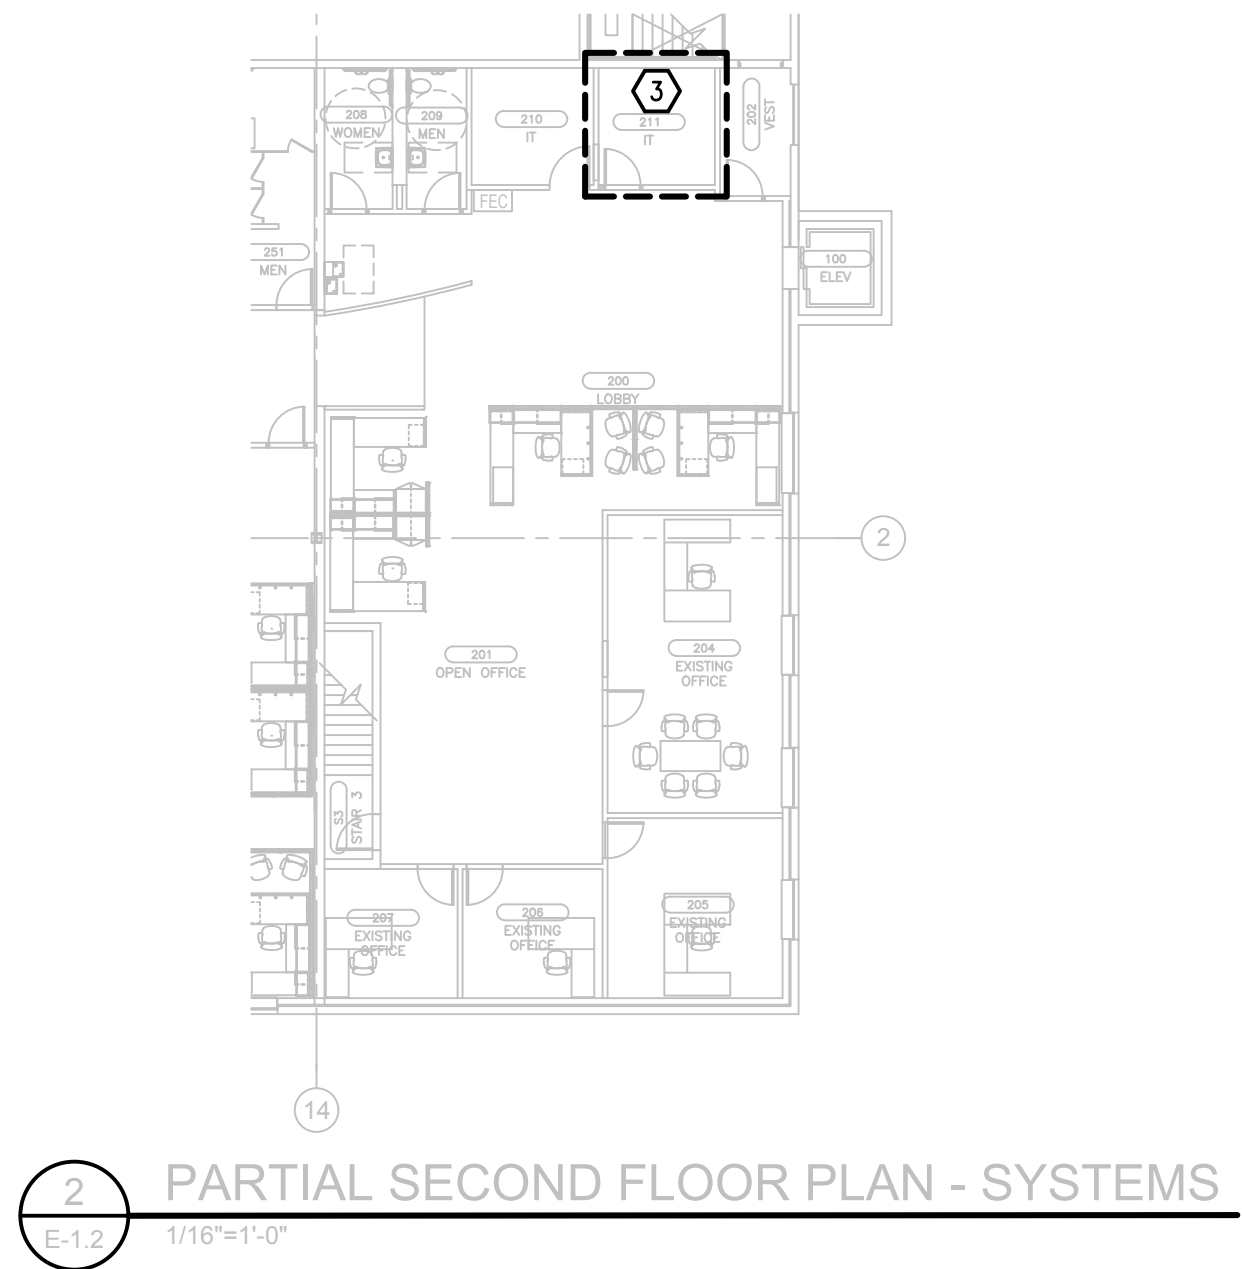 3
208
WOMEN
209
MEN
210
IT
211
IT
202
VEST
FEC
251
MEN
100
ELEV
200
LOBBY
2
201
OPEN OFFICE
204
EXISTING
OFFICE
S3
STAIR 3
207
EXISTING
OFFICE
206
EXISTING
OFFICE
205
EXISTING
OFFICE
14
2
E-1.2
PARTIAL SECOND FLOOR PLAN - SYSTEMS
1/16"=1'-0"